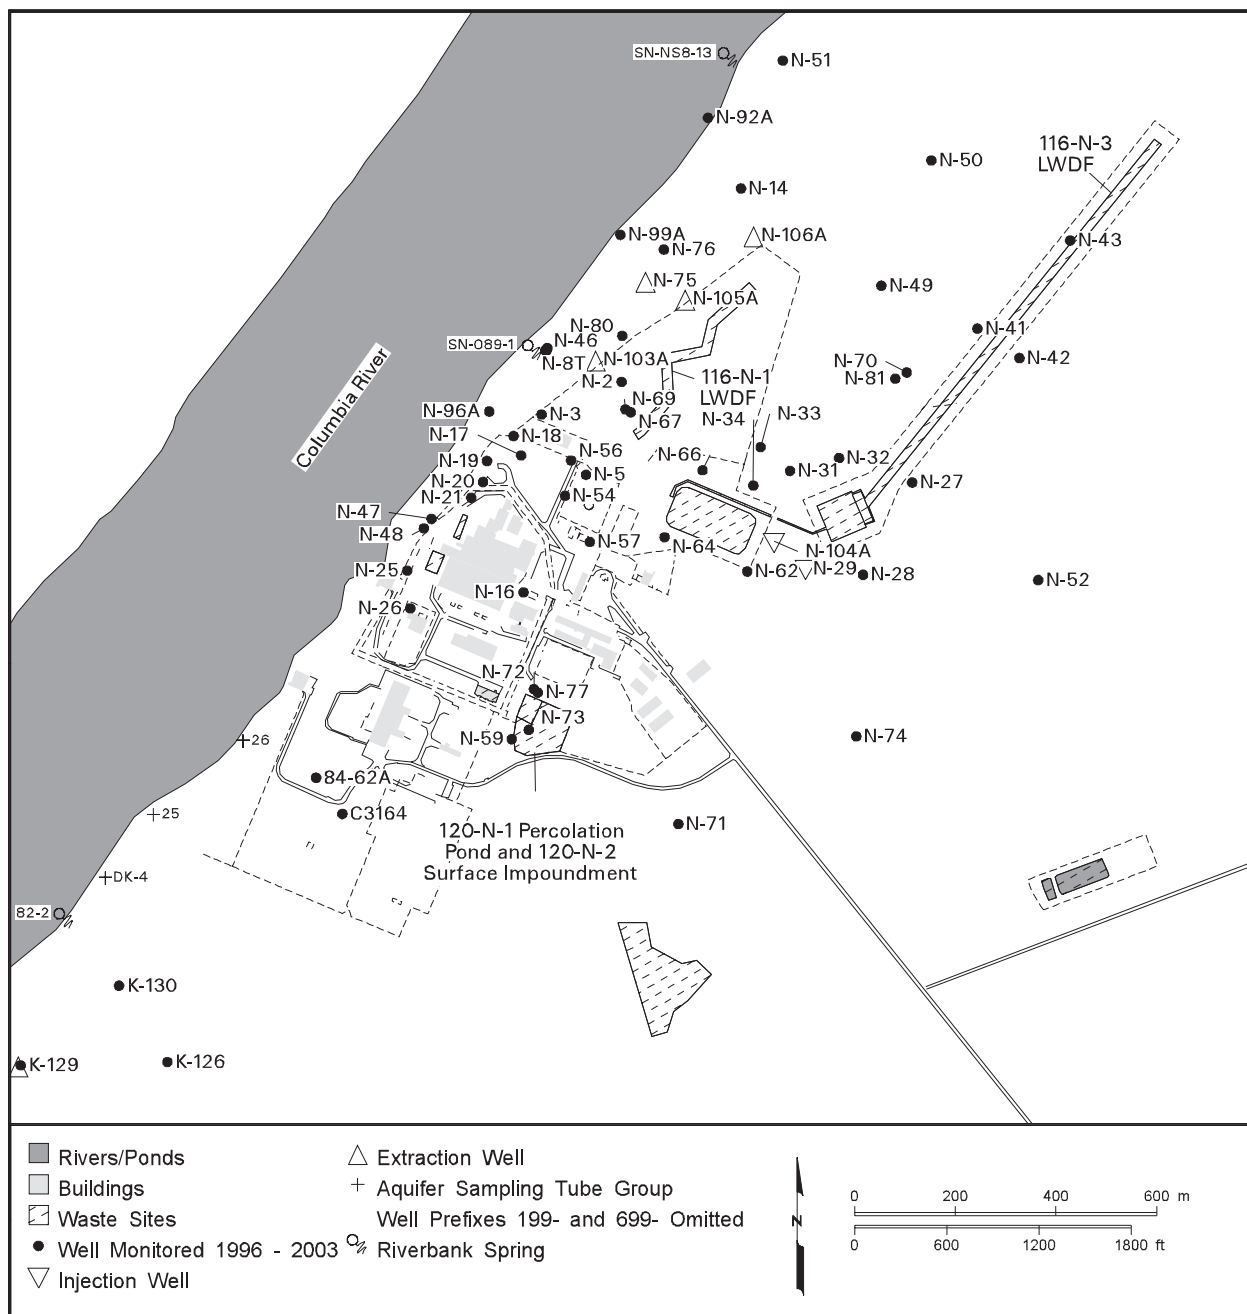 SN-NS8-13
N-51
N-92A
116-N-3
LWDF
N-50
N-14
N-99A
N-76
N-106A
N-43
N-75
N-105A
N-49
N-80
N-41
SN-089-1
N-46
N-8T
N-103A
N-42
N-70
N-81
N-2
116-N-1
LWDF
Columbia River
N-96A
N-3
N-69
N-67
N-34
N-33
N-17
N-18
N-56
N-66
N-32
N-19
N-5
N-31
N-20
N-27
N-21
N-54
N-47
N-48
N-57
N-64
N-104A
N-25
N-62
N-29
N-28
N-52
N-16
N-26
N-72
N-77
N-73
N-59
N-74
26
84-62A
25
C3164
N-71
120-N-1 Percolation
Pond and 120-N-2
Surface Impoundment
DK-4
82-2
K-130
K-129
K-126
Rivers/Ponds
Buildings
Waste Sites
Well Monitored 1996 - 2003
Injection Well
Extraction Well
Aquifer Sampling Tube Group
Well Prefixes 199- and 699- Omitted
Riverbank Spring
N
0 200 400 600 m
0 600 1200 1800 ft